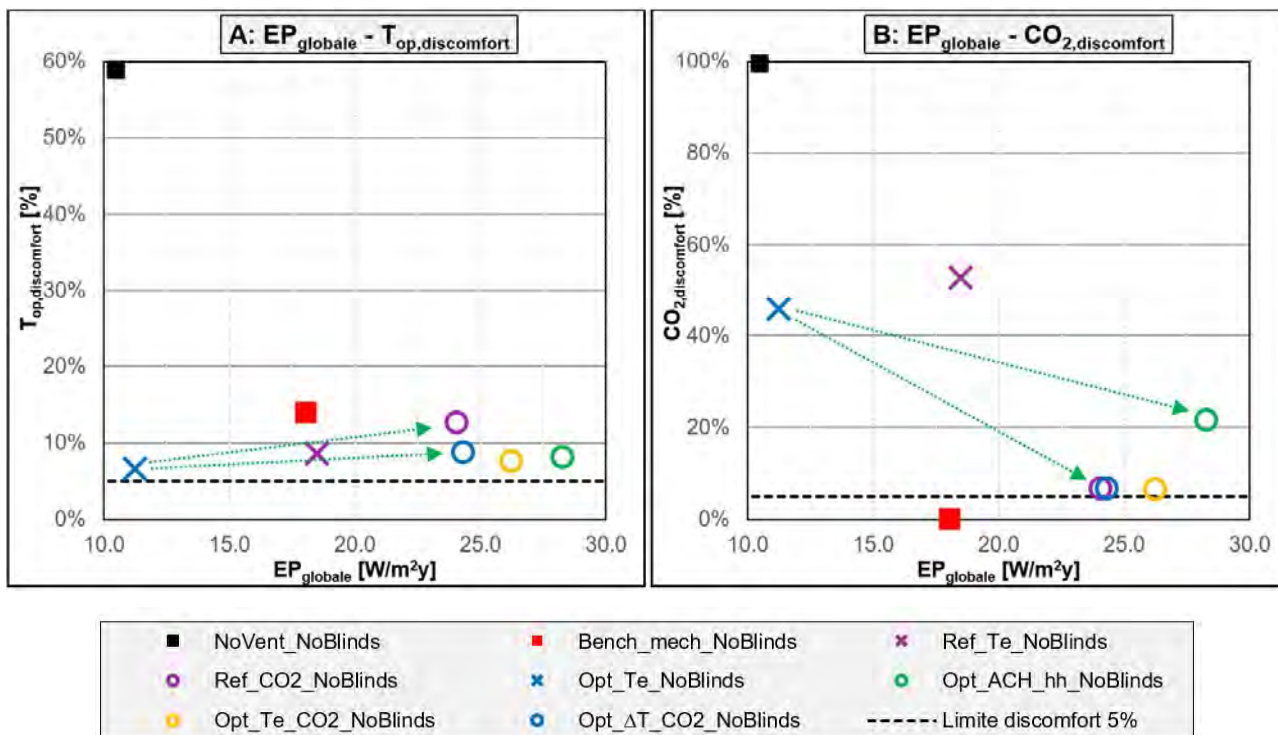 A: EPglobale - Top,discomfort
60%
50%
40%
30%
20%
10%
0%
Top,discomfort [%]
10.0 15.0 20.0 25.0 30.0
EPglobale [W/m²y]
B: EPglobale - CO2,discomfort
100%
80%
60%
40%
20%
0%
CO2,discomfort [%]
10.0 15.0 20.0 25.0 30.0
EPglobale [W/m²y]
NoVent_NoBlinds Bench_mech_NoBlinds Ref_Te_NoBlinds
Ref_CO2_NoBlinds Opt_Te_NoBlinds Opt_ACH_hh_NoBlinds
Opt_Te_CO2_NoBlinds Opt_ΔT_CO2_NoBlinds Limite discomfort 5%